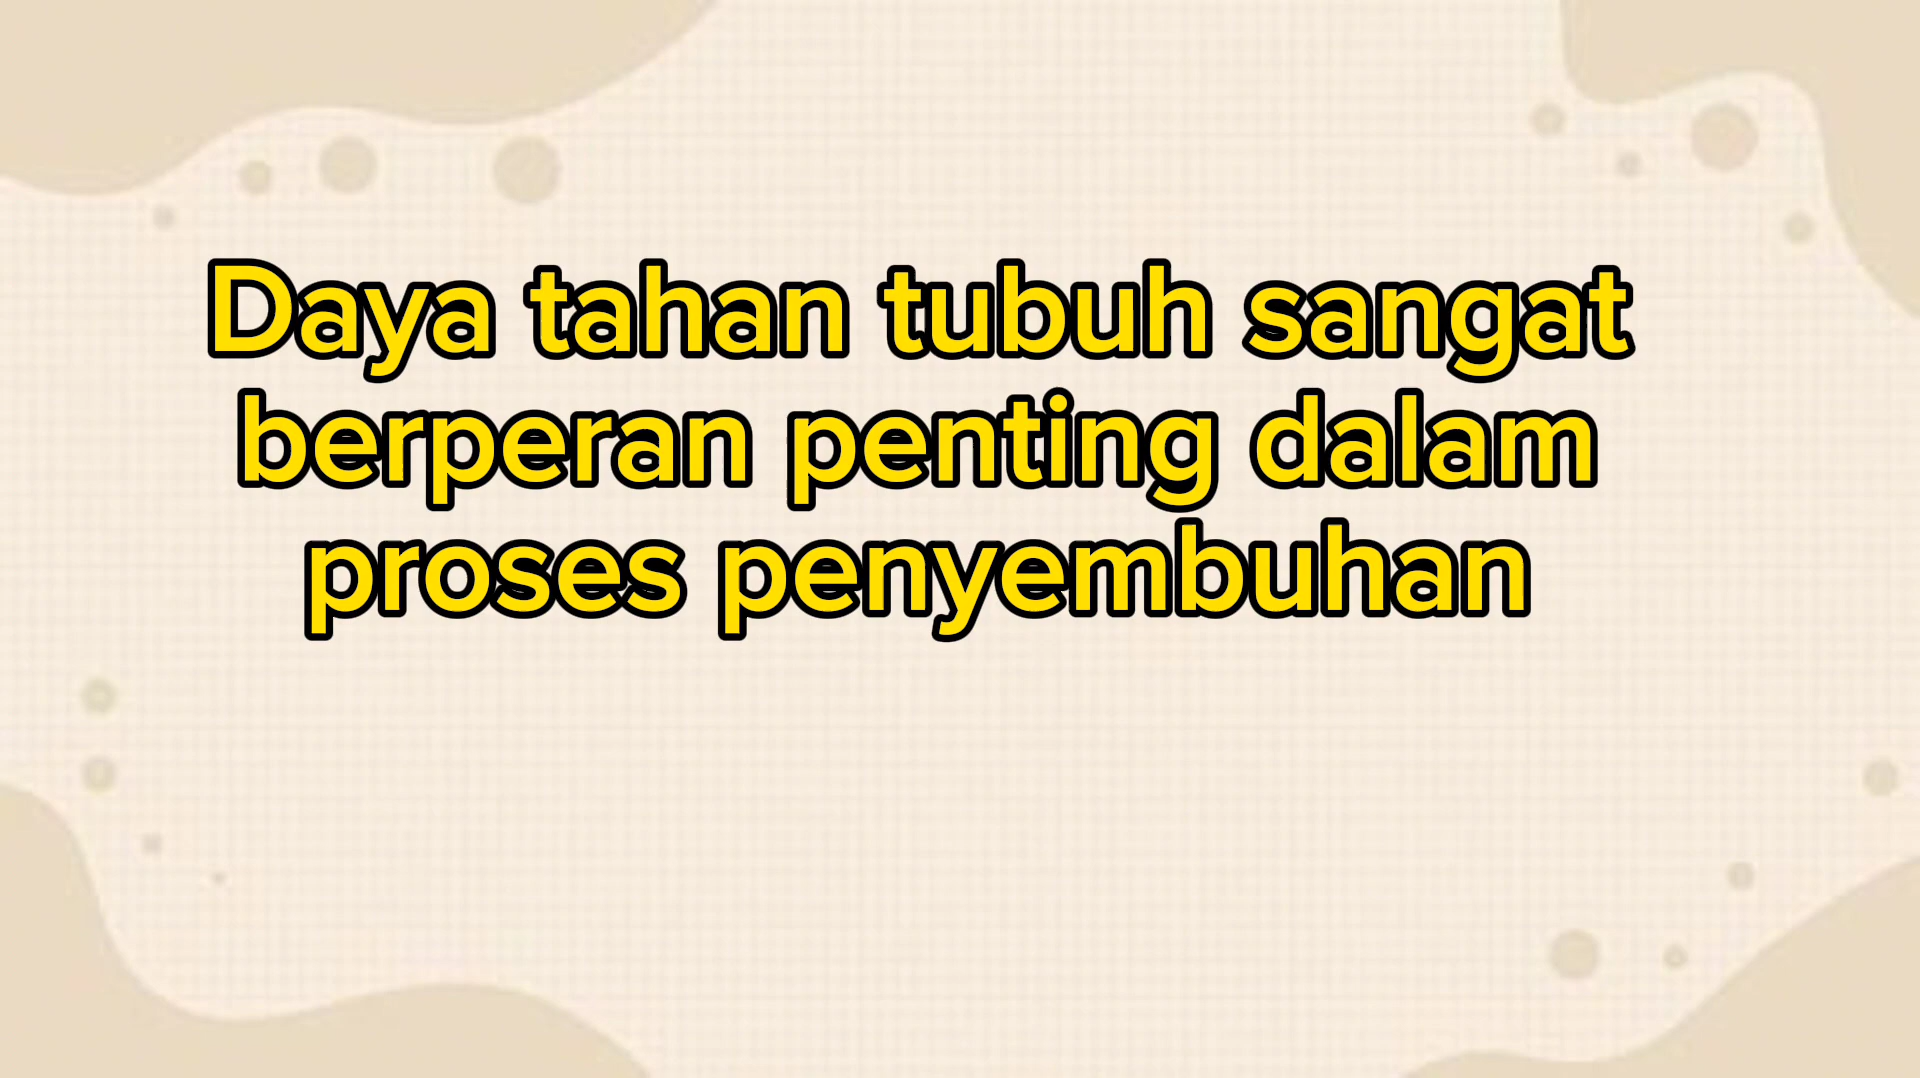 Daya tahan tubuh sangat
berperan penting dalam
proses penyembuhan